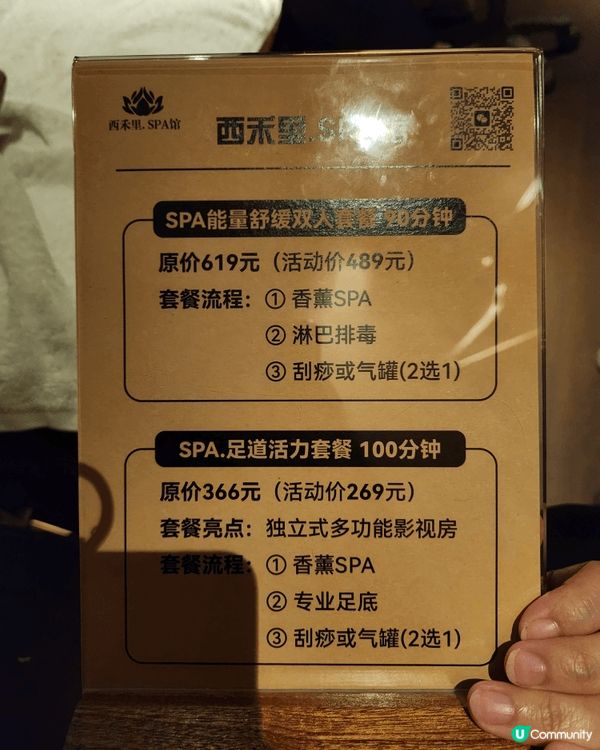 西禾里.SPA馆
西禾里.S
SPA能量舒缓双人套餐 90分钟
原价619元（活动价489元）
套餐流程：① 香薰SPA
② 淋巴排毒
③ 刮痧或气罐(2选1)
SPA.足道活力套餐 100分钟
原价366元（活动价269元）
套餐亮点：独立式多功能影视房
套餐流程：① 香薰SPA
② 专业足底
③ 刮痧或气罐(2选1)
U Community